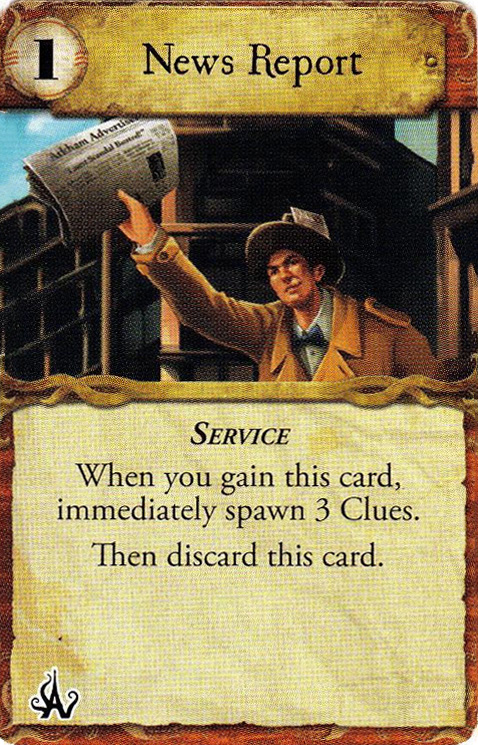 1
News Report
Arkham Advertiser
SERVICE
When you gain this card,
immediately spawn 3 Clues.
Then discard this card.